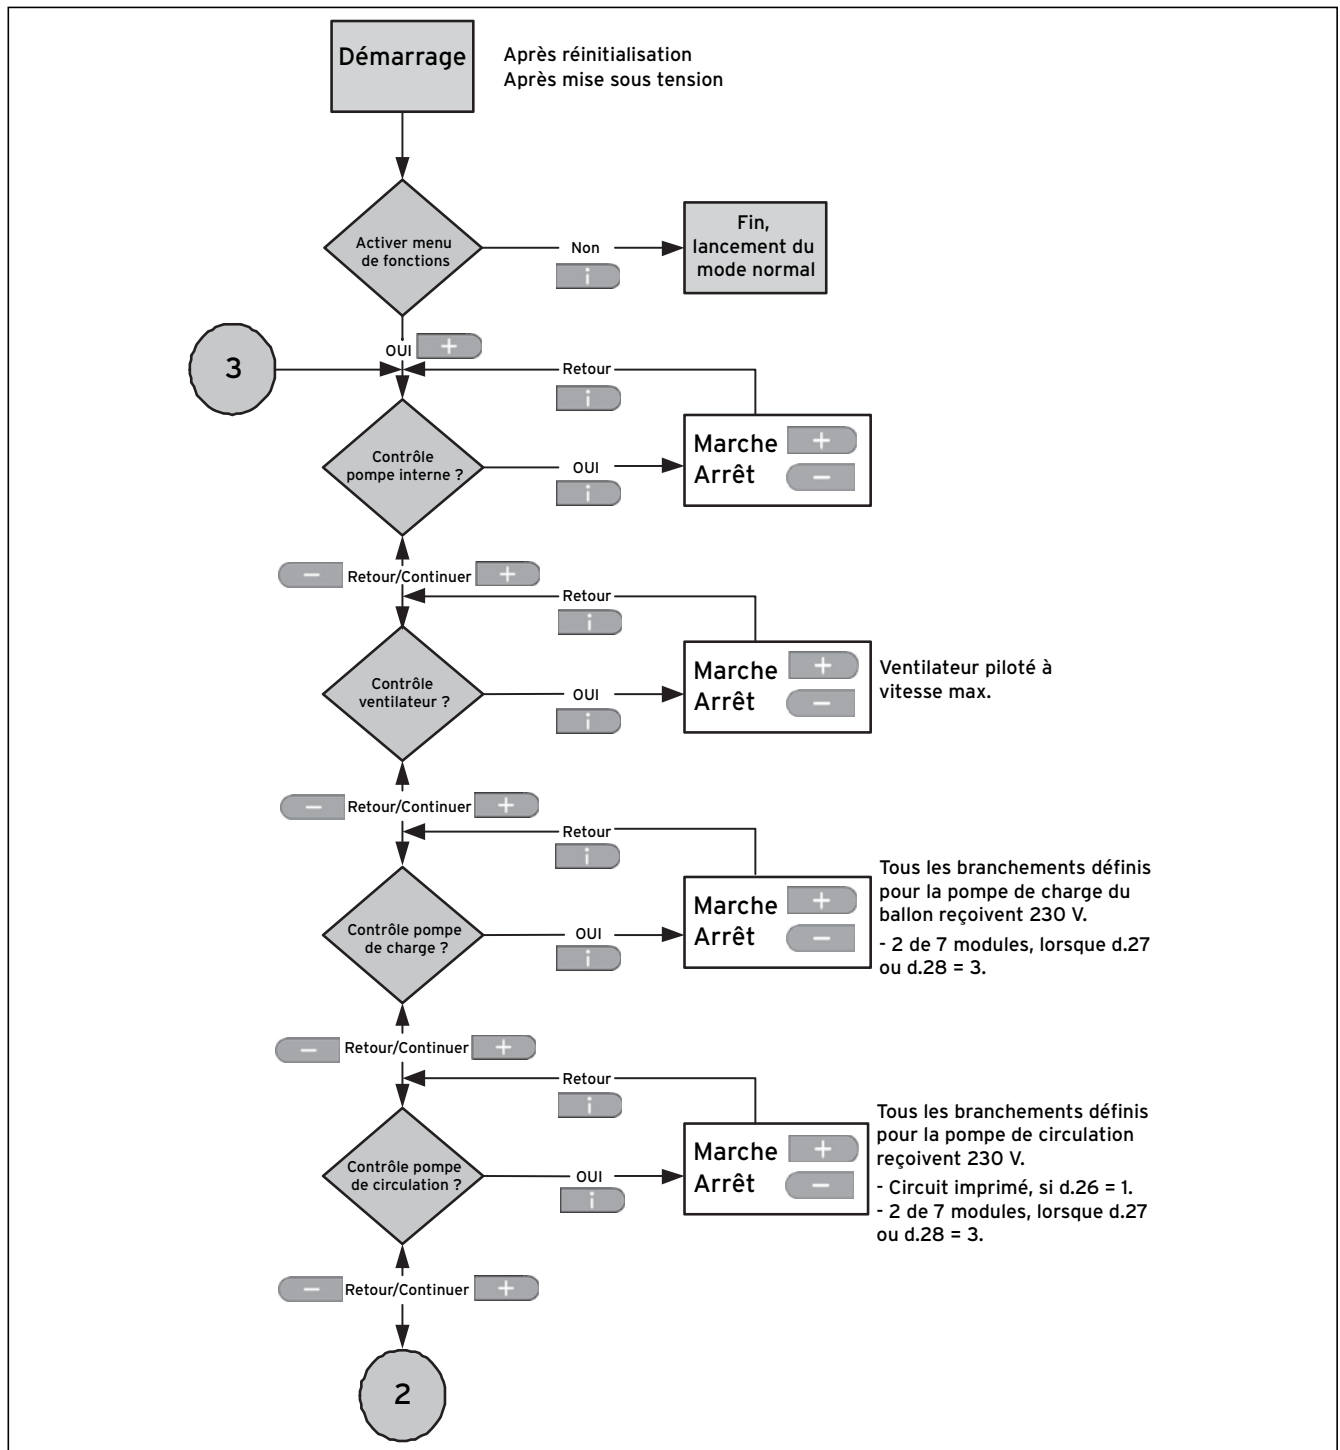 Démarrage
Après réinitialisation
Après mise sous tension
Activer menu
de fonctions
Non
i
Fin,
lancement du
mode normal
OUI +
3
Retour
i
Contrôle
pompe interne ?
OUI
i
Marche +
Arrêt −
− Retour/Continuer +
Retour
i
Contrôle
ventilateur ?
OUI
i
Marche +
Arrêt −
Ventilateur piloté à
vitesse max.
− Retour/Continuer +
Retour
i
Contrôle pompe
de charge ?
OUI
i
Marche +
Arrêt −
Tous les branchements définis
pour la pompe de charge du
ballon reçoivent 230 V.
- 2 de 7 modules, lorsque d.27
ou d.28 = 3.
− Retour/Continuer +
Retour
i
Contrôle pompe
de circulation ?
OUI
i
Marche +
Arrêt −
Tous les branchements définis
pour la pompe de circulation
reçoivent 230 V.
- Circuit imprimé, si d.26 = 1.
- 2 de 7 modules, lorsque d.27
ou d.28 = 3.
− Retour/Continuer +
2